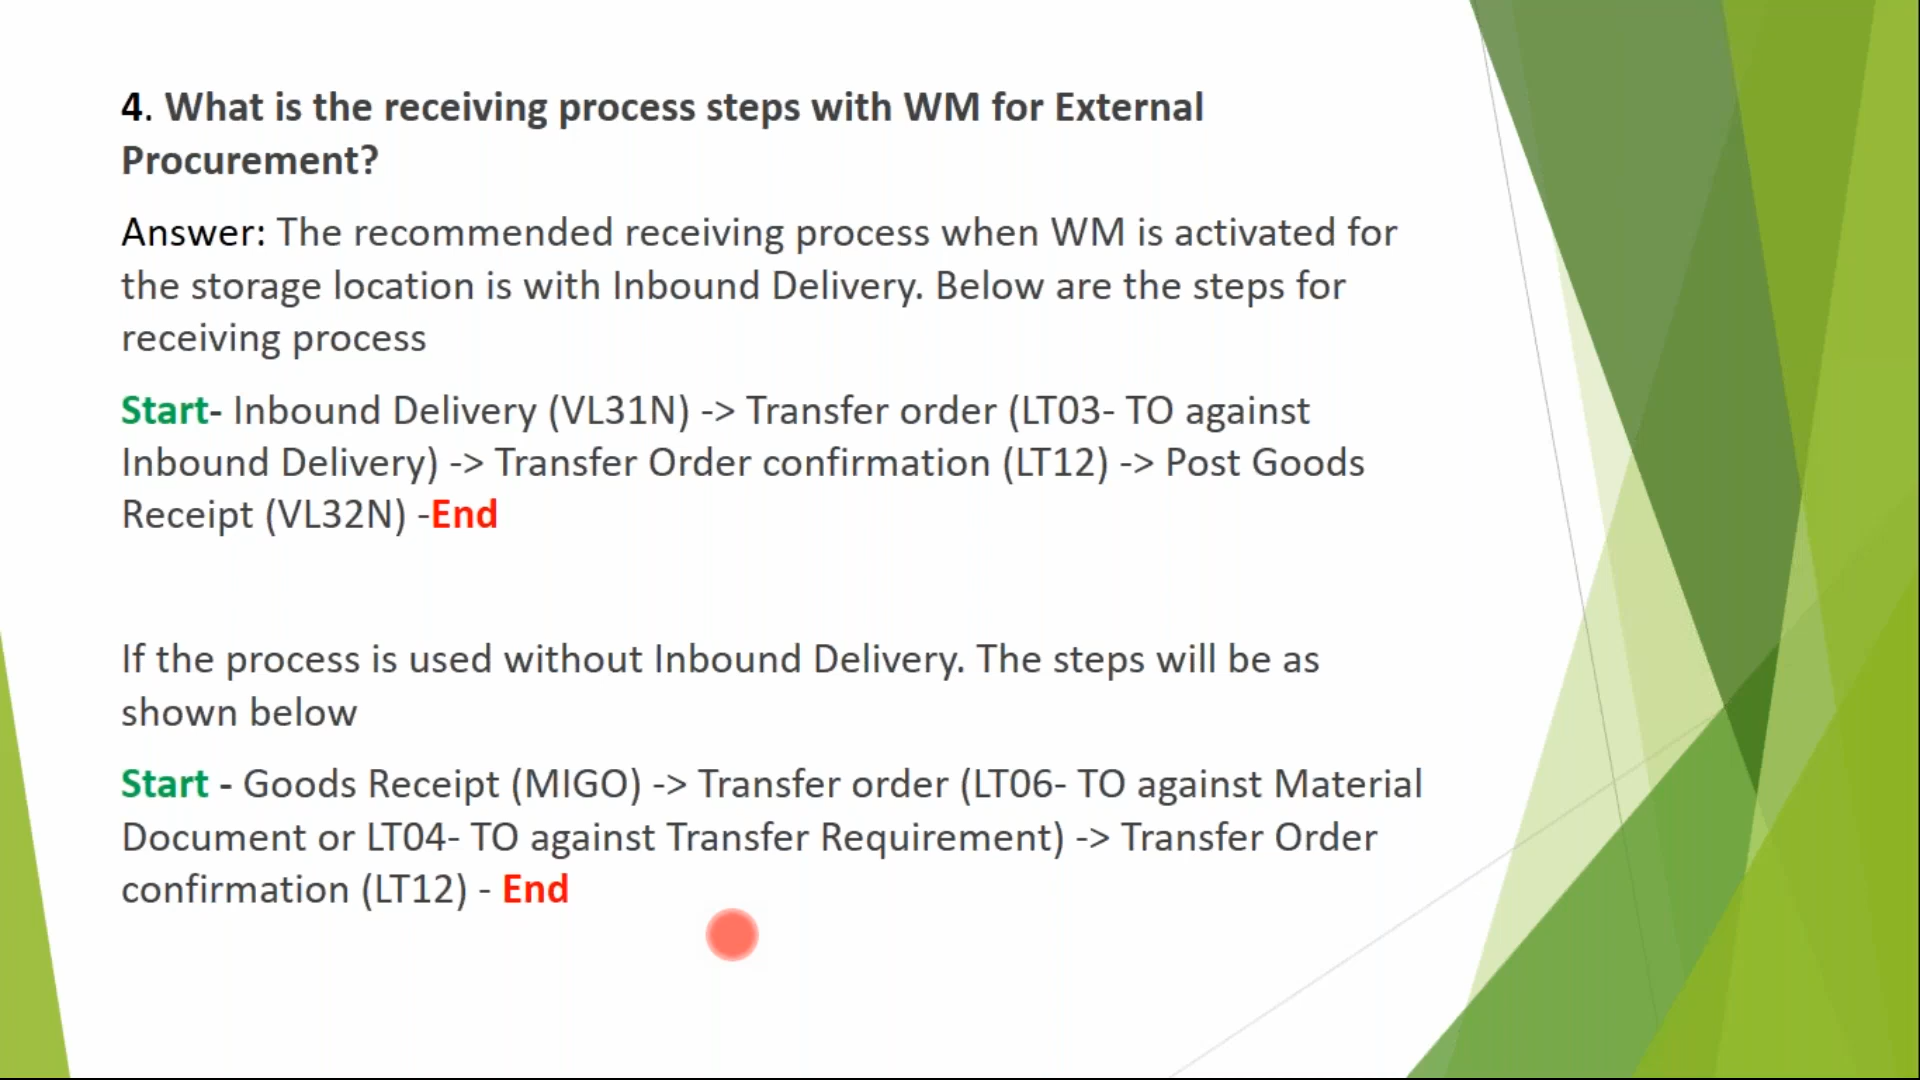 4. What is the receiving process steps with WM for External
Procurement?
Answer: The recommended receiving process when WM is activated for
the storage location is with Inbound Delivery. Below are the steps for
receiving process
Start- Inbound Delivery (VL31N) -> Transfer order (LT03- TO against
Inbound Delivery) -> Transfer Order confirmation (LT12) -> Post Goods
Receipt (VL32N) -End
If the process is used without Inbound Delivery. The steps will be as
shown below
Start - Goods Receipt (MIGO) -> Transfer order (LT06- TO against Material
Document or LT04- TO against Transfer Requirement) -> Transfer Order
confirmation (LT12) - End